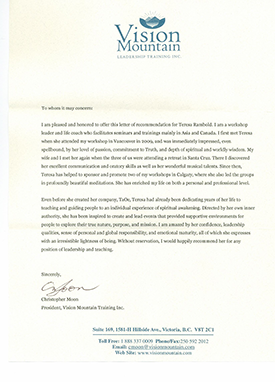 Vision
Mountain
LEADERSHIP TRAINING INC.
To whom it may concern:
I am pleased and honored to offer this letter of recommendation for Teresa Rambold. I am a workshop
leader and life coach who facilitates seminars and trainings mainly in Asia and Canada. I first met Teresa
when she attended my workshop in Vancouver in 2009, and was immediately impressed, even
spellbound, by her level of passion, commitment to Truth, and depth of spiritual and worldly wisdom. My
wife and I met her again when the three of us were attending a retreat in Santa Cruz. There I discovered
her excellent communication and oratory skills as well as her wonderful musical talents. Since then,
Teresa has helped to sponsor and promote two of my workshops in Calgary, where she also led the groups
in profoundly beautiful meditations. She has enriched my life on both a personal and professional level.
Even before she created her company, TaOu, Teresa had already been dedicating years of her life to
teaching and guiding people to an individual experience of spiritual awakening. Directed by her own inner
authority, she has been inspired to create and lead events that provided supportive environments for
people to explore their true nature, purpose, and mission. I am amazed by her confidence, leadership
qualities, sense of personal and global responsibility, and emotional maturity, all of which she expresses
with an irresistible lightness of being. Without reservation, I would happily recommend her for any
position of leadership and teaching.
Sincerely,
Christopher Moon
President, Vision Mountain Training Inc.
Suite 169, 1581-H Hillside Ave., Victoria, B.C. V8T 2C1
Toll Free: 1 888 337 0009 Phone/Fax: 250 592 2012
Email: cmoon@visionmountain.com
Web Site: www.visionmountain.com